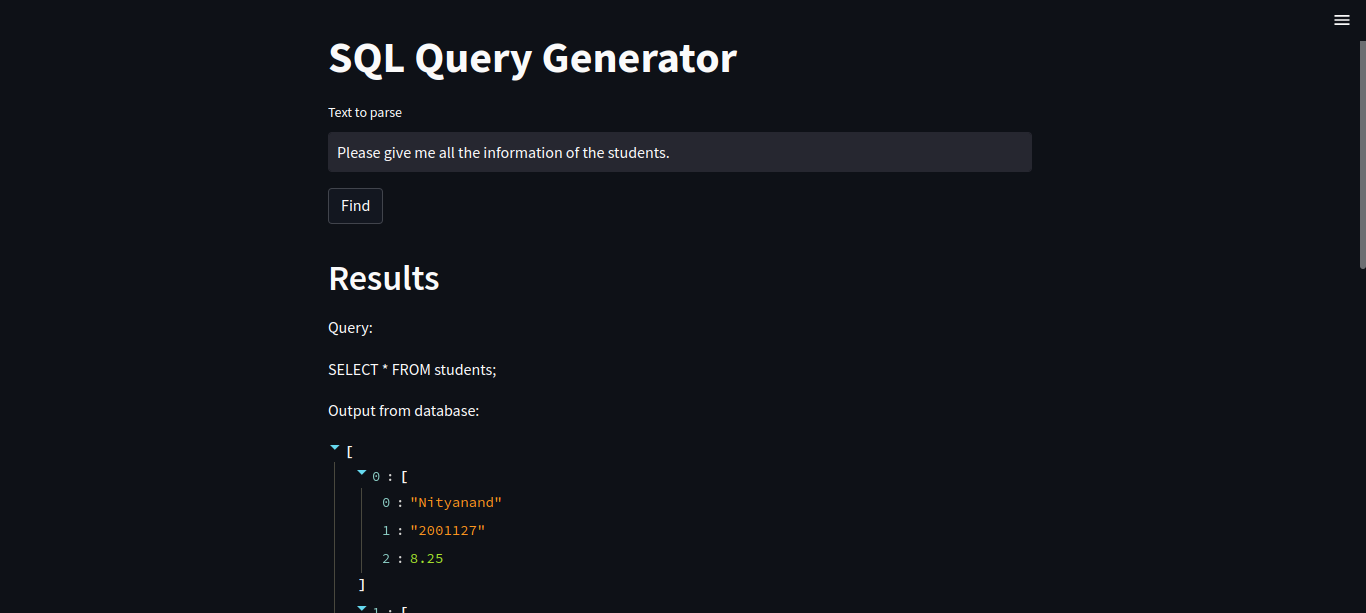 SQL Query Generator
Text to parse
Please give me all the information of the students.
Find
Results
Query:
SELECT * FROM students;
Output from database:
[
0 : [
0 : "Nityanand"
1 : "2001127"
2 : 8.25
]
1 : [